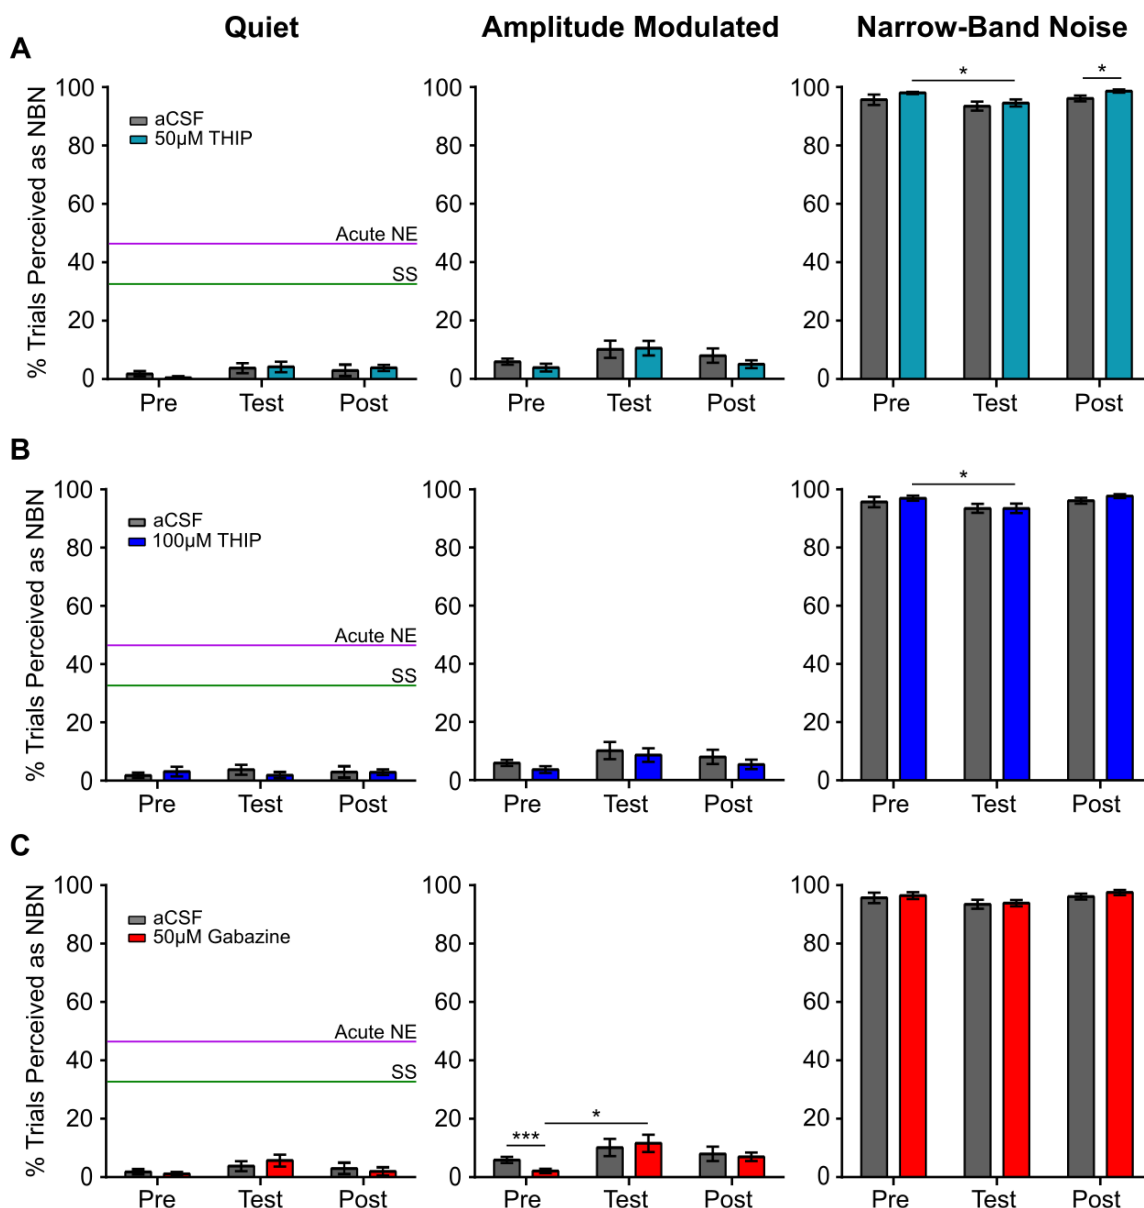 Quiet
Amplitude Modulated
Narrow-Band Noise
A
% Trials Perceived as NBN
100
80
60
40
20
0
aCSF
50µM THIP
Acute NE
SS
Pre Test Post
100
80
60
40
20
0
Pre Test Post
100
80
60
40
20
0
*
*
Pre Test Post
B
% Trials Perceived as NBN
100
80
60
40
20
0
aCSF
100µM THIP
Acute NE
SS
Pre Test Post
100
80
60
40
20
0
Pre Test Post
100
80
60
40
20
0
*
Pre Test Post
C
% Trials Perceived as NBN
100
80
60
40
20
0
aCSF
50µM Gabazine
Acute NE
SS
Pre Test Post
100
80
60
40
20
0
***
*
Pre Test Post
100
80
60
40
20
0
Pre Test Post